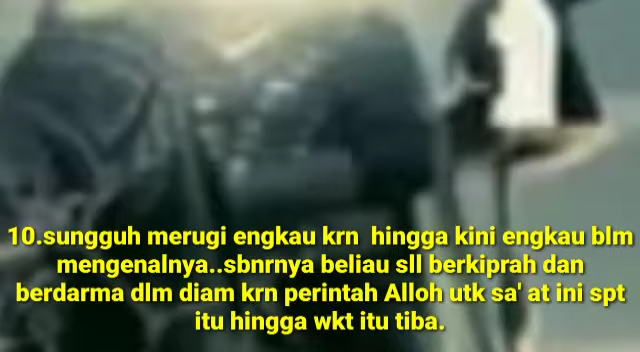 10.sungguh merugi engkau krn  hingga kini engkau blm
mengenalnya..sbnrnya beliau sll berkiprah dan
berdarma dlm diam krn perintah Alloh utk sa' at ini spt
itu hingga wkt itu tiba.